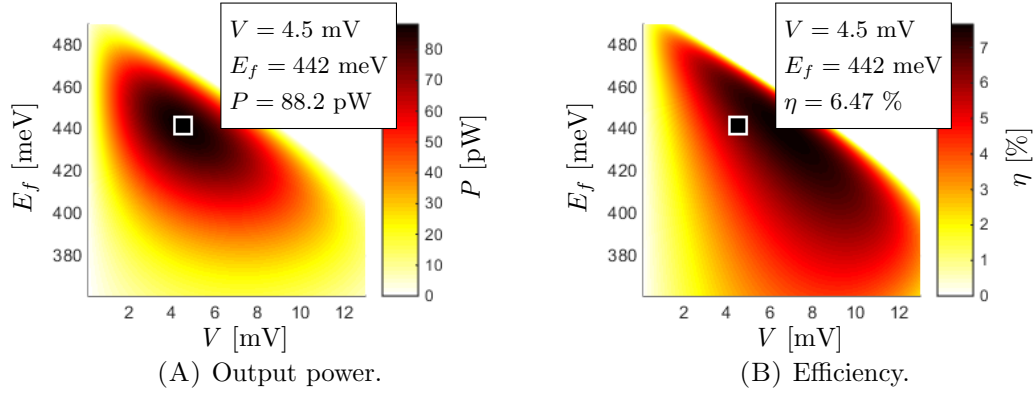 V = 4.5 mV
E_f = 442 meV
P = 88.2 pW
480
460
440
420
400
380
E_f [meV]
2 4 6 8 10 12
V [mV]
80
70
60
50
40
30
20
10
0
P [pW]
(A) Output power.
V = 4.5 mV
E_f = 442 meV
η = 6.47 %
480
460
440
420
400
380
E_f [meV]
2 4 6 8 10 12
V [mV]
7
6
5
4
3
2
1
0
η [%]
(B) Efficiency.